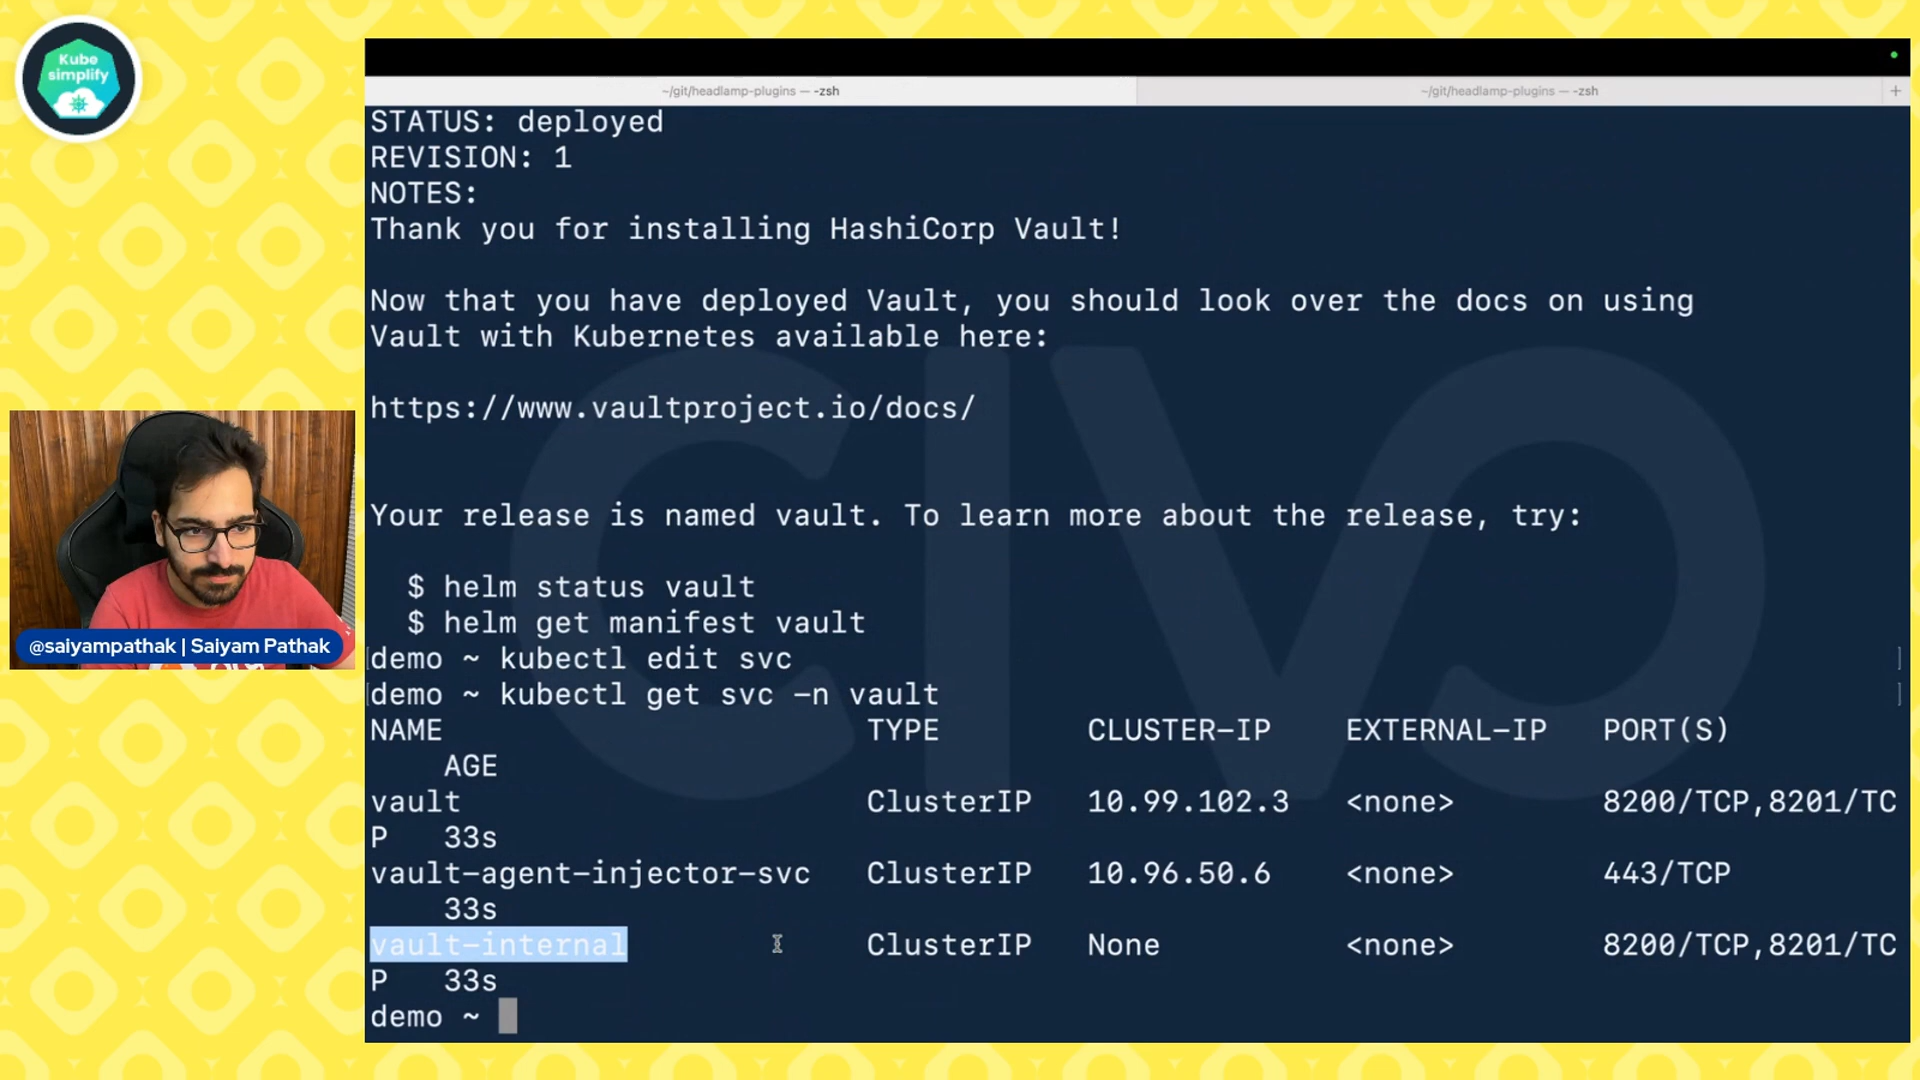 Kube
simplify
~/git/headlamp-plugins — -zsh
~/git/headlamp-plugins — -zsh
+
STATUS: deployed
REVISION: 1
NOTES:
Thank you for installing HashiCorp Vault!
Now that you have deployed Vault, you should look over the docs on using
Vault with Kubernetes available here:
https://www.vaultproject.io/docs/
Your release is named vault. To learn more about the release, try:
$ helm status vault
$ helm get manifest vault
[demo ~ kubectl edit svc ]
[demo ~ kubectl get svc -n vault ]
NAME TYPE CLUSTER-IP EXTERNAL-IP PORT(S)
AGE
vault ClusterIP 10.99.102.3 <none> 8200/TCP,8201/TC
P 33s
vault-agent-injector-svc ClusterIP 10.96.50.6 <none> 443/TCP
33s
vault-internal ClusterIP None <none> 8200/TCP,8201/TC
P 33s
demo ~
CIVO
@saiyampathak | Saiyam Pathak